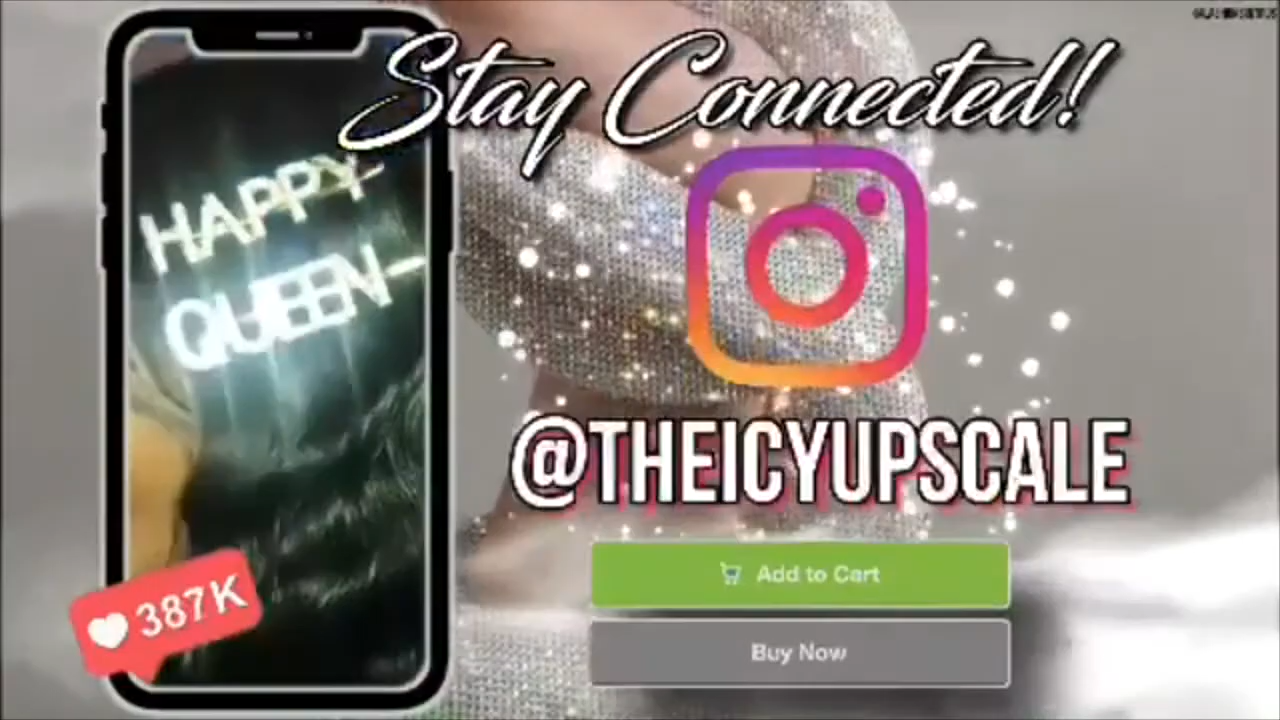 Stay Connected!
HAPPY
QUEEN
@THEICYUPSCALE
387K
Add to Cart
Buy Now